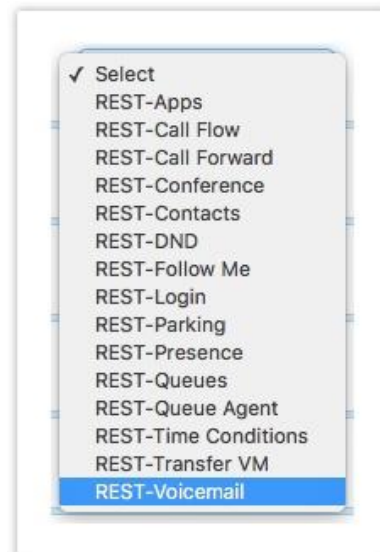 ✓ Select
REST-Apps
REST-Call Flow
REST-Call Forward
REST-Conference
REST-Contacts
REST-DND
REST-Follow Me
REST-Login
REST-Parking
REST-Presence
REST-Queues
REST-Queue Agent
REST-Time Conditions
REST-Transfer VM
REST-Voicemail